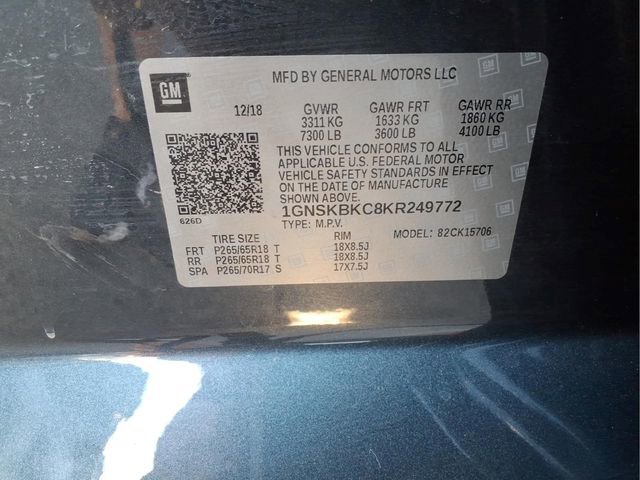 GM
MFD BY GENERAL MOTORS LLC
12/18 GVWR GAWR FRT GAWR RR
3311 KG 1633 KG 1860 KG
7300 LB 3600 LB 4100 LB
THIS VEHICLE CONFORMS TO ALL
APPLICABLE U.S. FEDERAL MOTOR
VEHICLE SAFETY STANDARDS IN EFFECT
ON THE DATE OF MANUFACTURE
SHOWN ABOVE.
626D
1GNSKBKC8KR249772
TYPE: M.P.V. MODEL: 82CK15706
TIRE SIZE RIM
FRT P265/65R18 T 18X8.5J
RR P265/65R18 T 18X8.5J
SPA P265/70R17 S 17X7.5J